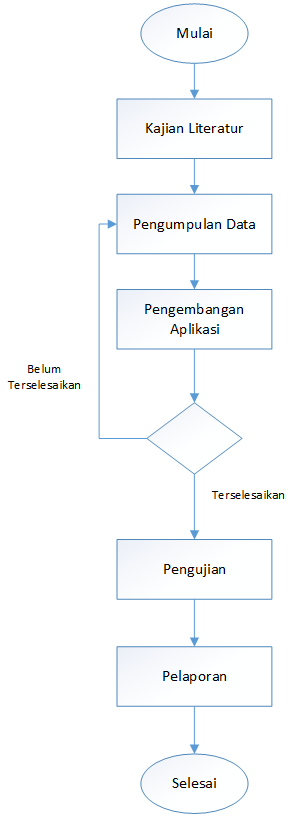 Mulai
Kajian Literatur
Pengumpulan Data
Pengembangan
Aplikasi
Belum
Terselesaikan
Terselesaikan
Pengujian
Pelaporan
Selesai